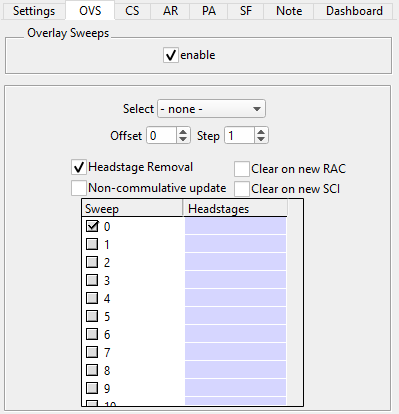 Settings OVS CS AR PA SF Note Dashboard
Overlay Sweeps
enable
Select - none -
Offset 0 Step 1
Headstage Removal Clear on new RAC
Non-commulative update Clear on new SCI
Sweep Headstages
0
1
2
3
4
5
6
7
8
9
10